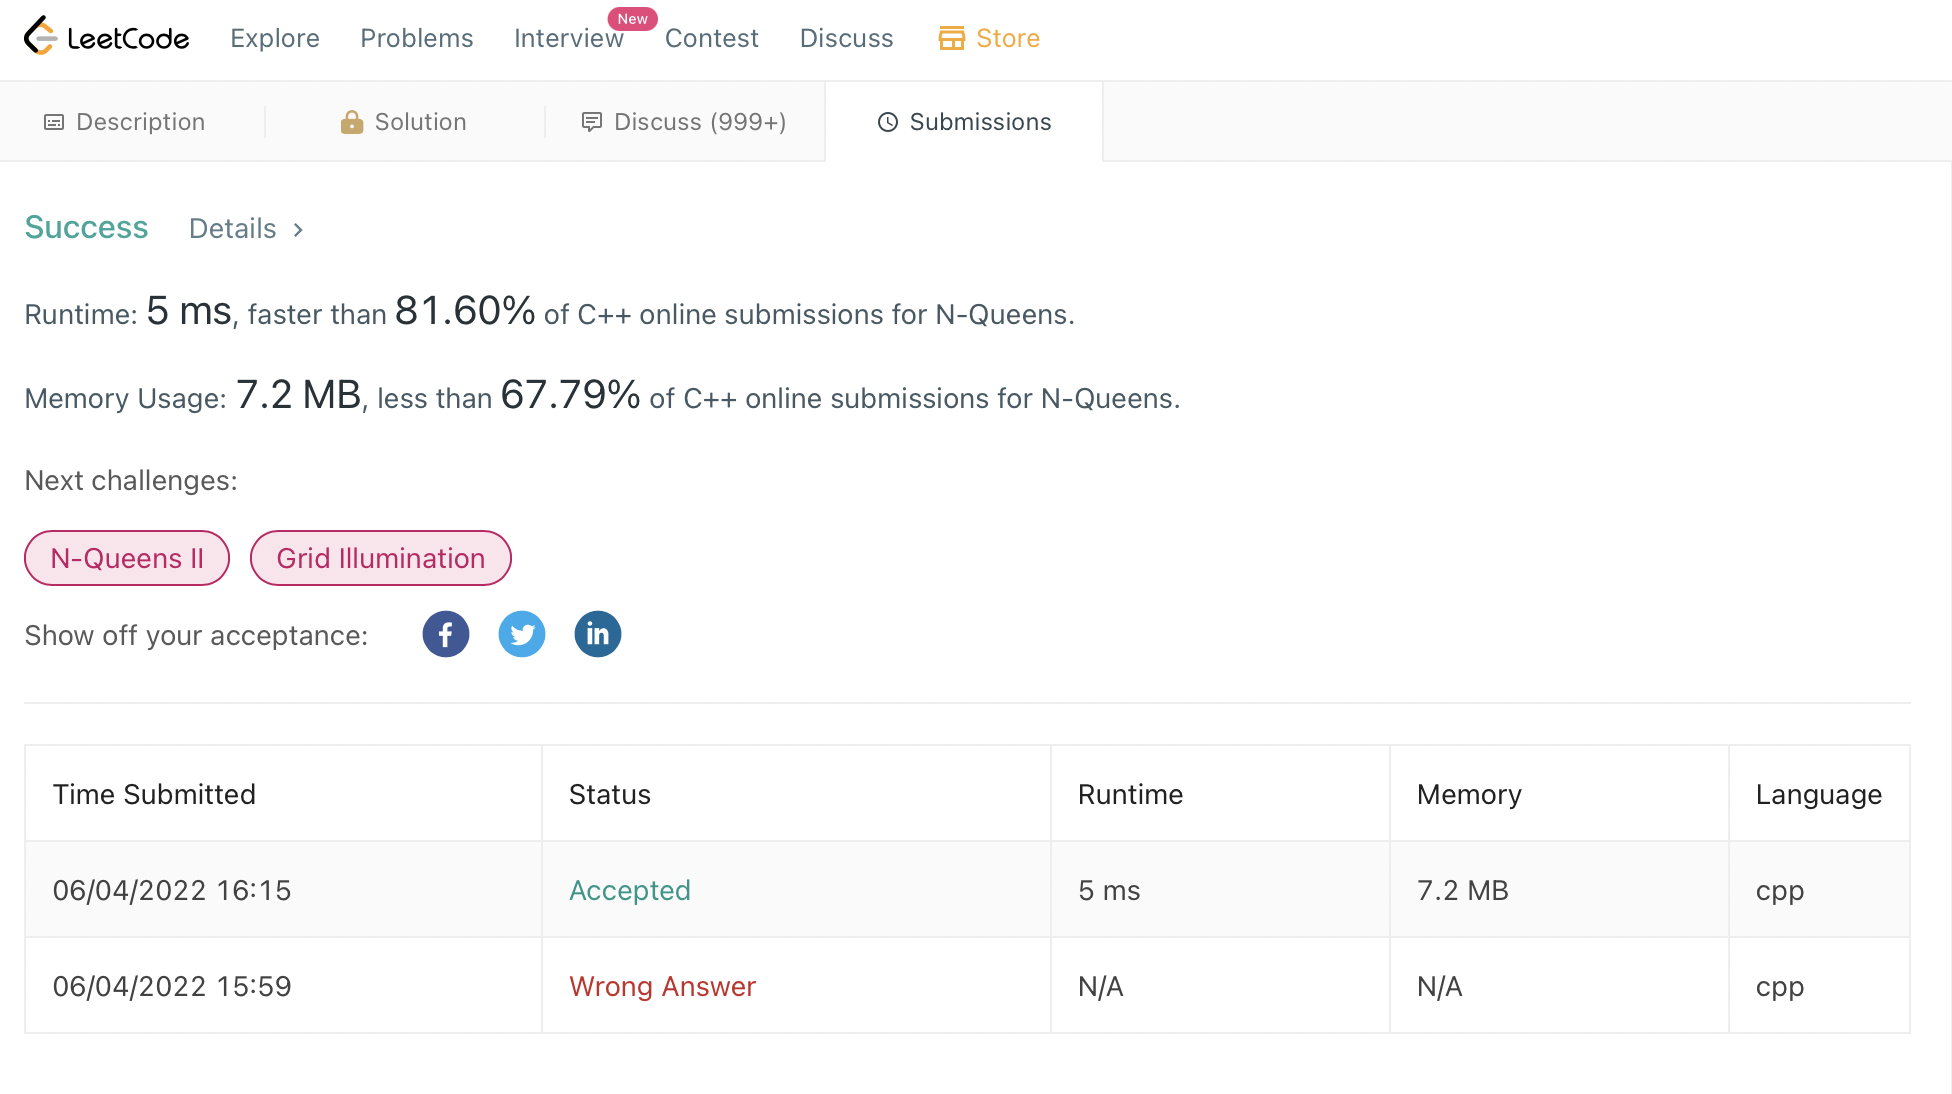 LeetCode Explore Problems Interview New Contest Discuss Store
Description Solution Discuss (999+) Submissions
Success Details
Runtime: 5 ms, faster than 81.60% of C++ online submissions for N-Queens.
Memory Usage: 7.2 MB, less than 67.79% of C++ online submissions for N-Queens.
Next challenges:
N-Queens II Grid Illumination
Show off your acceptance:
Time Submitted Status Runtime Memory Language
06/04/2022 16:15 Accepted 5 ms 7.2 MB cpp
06/04/2022 15:59 Wrong Answer N/A N/A cpp